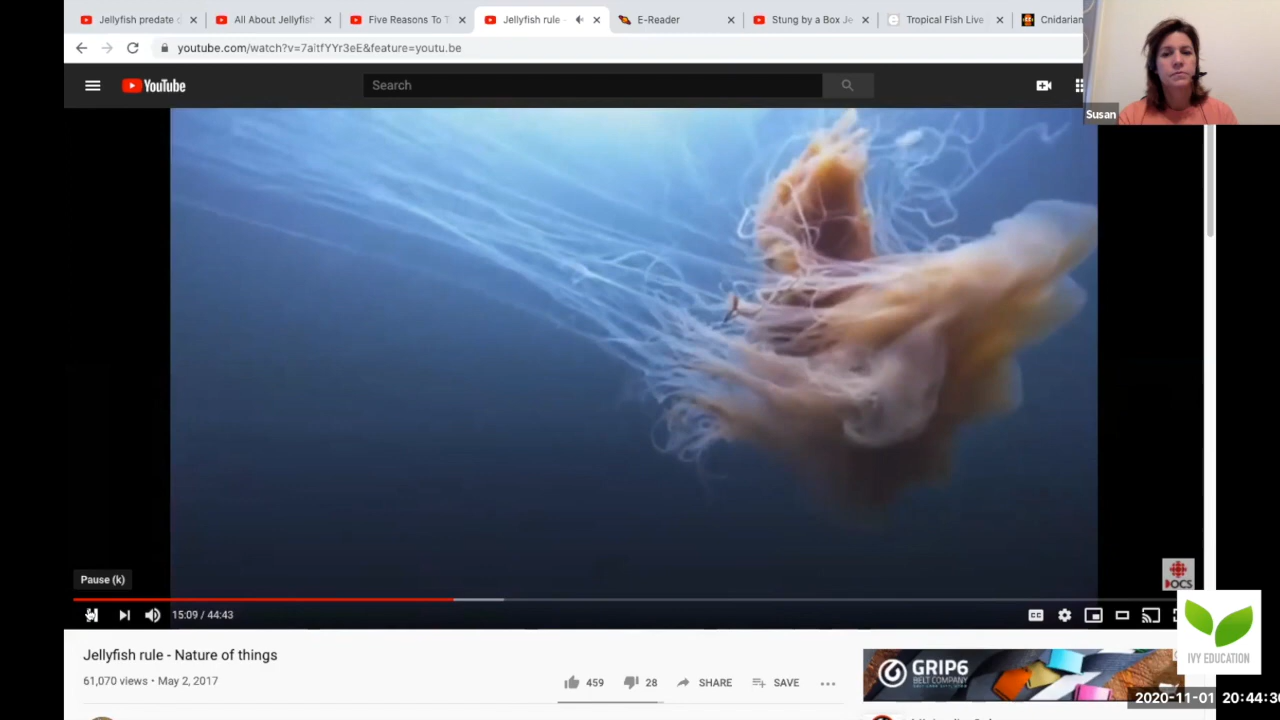 Jellyfish predate
All About Jellyfish
Five Reasons To T
Jellyfish rule -
E-Reader
Stung by a Box Je
Tropical Fish Live
Cnidarian
youtube.com/watch?v=7aitfYYr3eE&feature=youtu.be
YouTube
Search
Susan
Pause (k)
DOCS
15:09 / 44:43
CC
Jellyfish rule - Nature of things
61,070 views • May 2, 2017
459
28
SHARE
SAVE
GRIP6
BELT COMPANY
IVY EDUCATION
2020-11-01 20:44:3